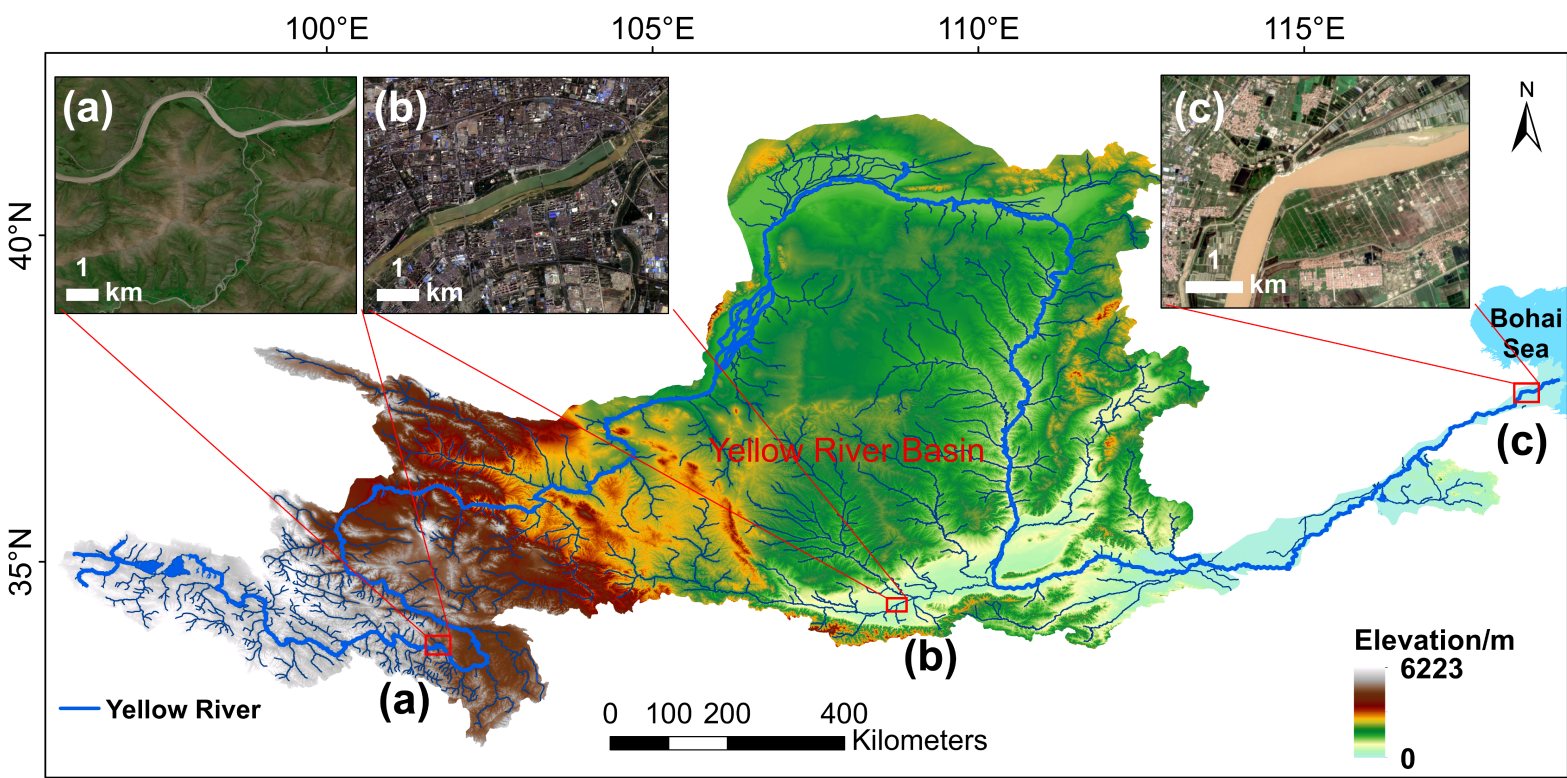 100°E
105°E
110°E
115°E
(a)
(b)
(c)
N
1
km
1
km
1
km
40°N
35°N
Bohai
Sea
Yellow River Basin
(c)
(b)
(a)
Yellow River
0 100 200 400
Kilometers
Elevation/m
6223
0